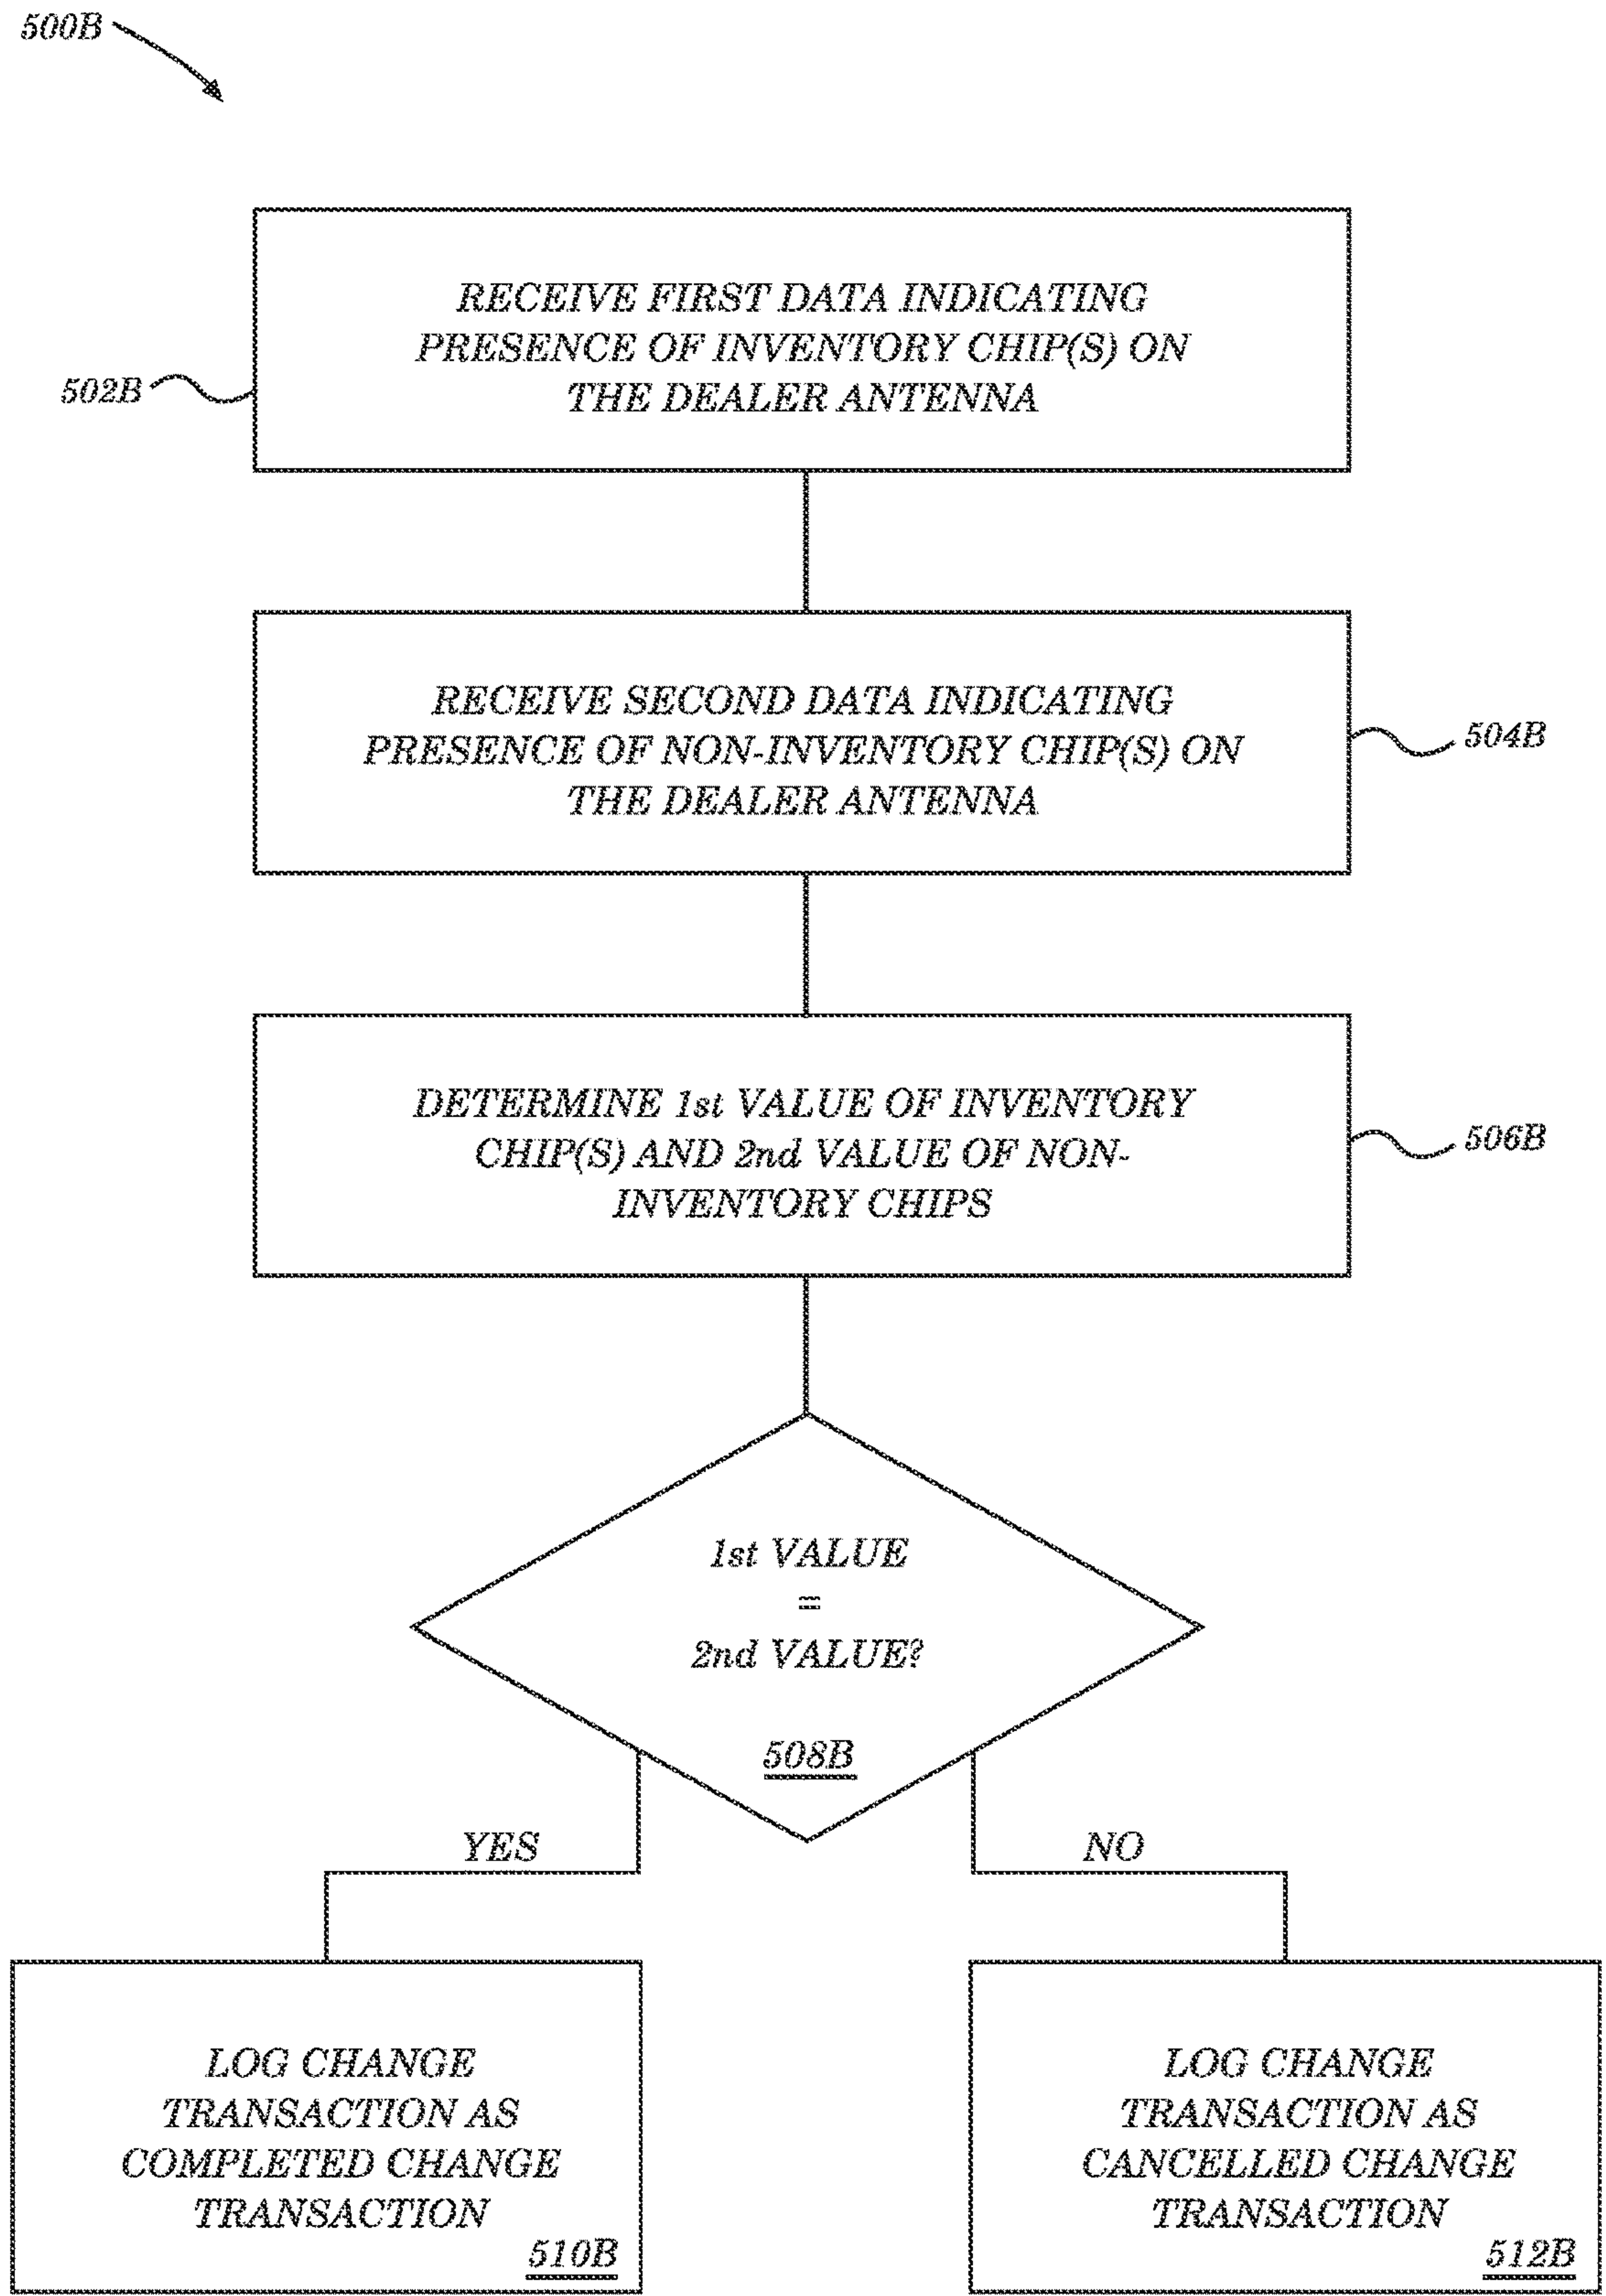 500B
RECEIVE FIRST DATA INDICATING
PRESENCE OF INVENTORY CHIP(S) ON
THE DEALER ANTENNA
502B
RECEIVE SECOND DATA INDICATING
PRESENCE OF NON-INVENTORY CHIP(S) ON
THE DEALER ANTENNA
504B
DETERMINE 1st VALUE OF INVENTORY
CHIP(S) AND 2nd VALUE OF NON-
INVENTORY CHIPS
506B
1st VALUE
=
2nd VALUE?
508B
YES
NO
LOG CHANGE
TRANSACTION AS
COMPLETED CHANGE
TRANSACTION
510B
LOG CHANGE
TRANSACTION AS
CANCELLED CHANGE
TRANSACTION
512B